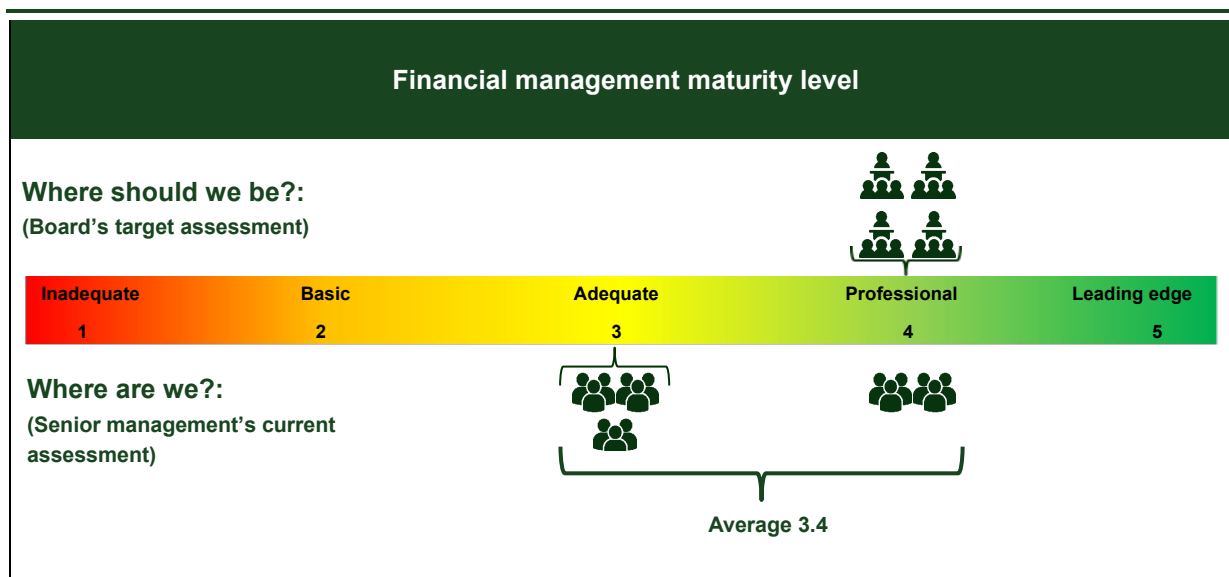 Financial management maturity level
Where should we be?:
(Board’s target assessment)
Inadequate Basic Adequate Professional Leading edge
1 2 3 4 5
Where are we?:
(Senior management’s current
assessment)
Average 3.4